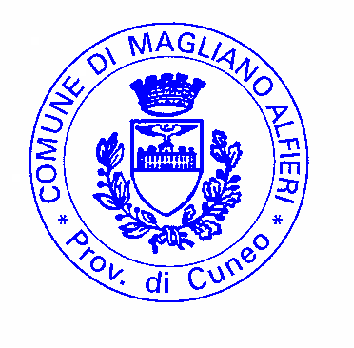 COMUNE DI MAGLIANO ALFIERI
* Prov. di Cuneo *